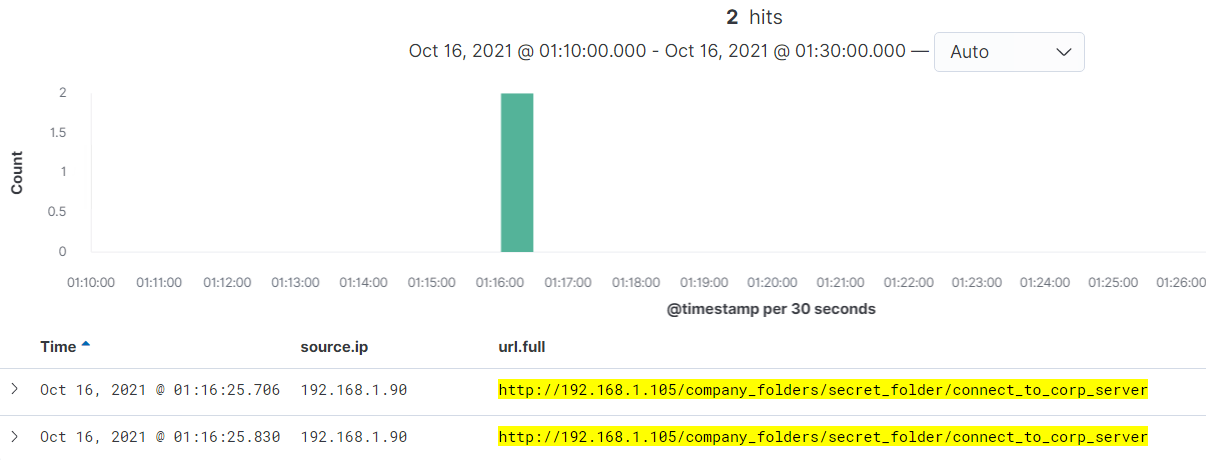 2 hits
Oct 16, 2021 @ 01:10:00.000 - Oct 16, 2021 @ 01:30:00.000 — Auto
2
1.5
1
0.5
0
Count
01:10:00 01:11:00 01:12:00 01:13:00 01:14:00 01:15:00 01:16:00 01:17:00 01:18:00 01:19:00 01:20:00 01:21:00 01:22:00 01:23:00 01:24:00 01:25:00 01:26:00
@timestamp per 30 seconds
Time source.ip url.full
Oct 16, 2021 @ 01:16:25.706 192.168.1.90 http://192.168.1.105/company_folders/secret_folder/connect_to_corp_server
Oct 16, 2021 @ 01:16:25.830 192.168.1.90 http://192.168.1.105/company_folders/secret_folder/connect_to_corp_server